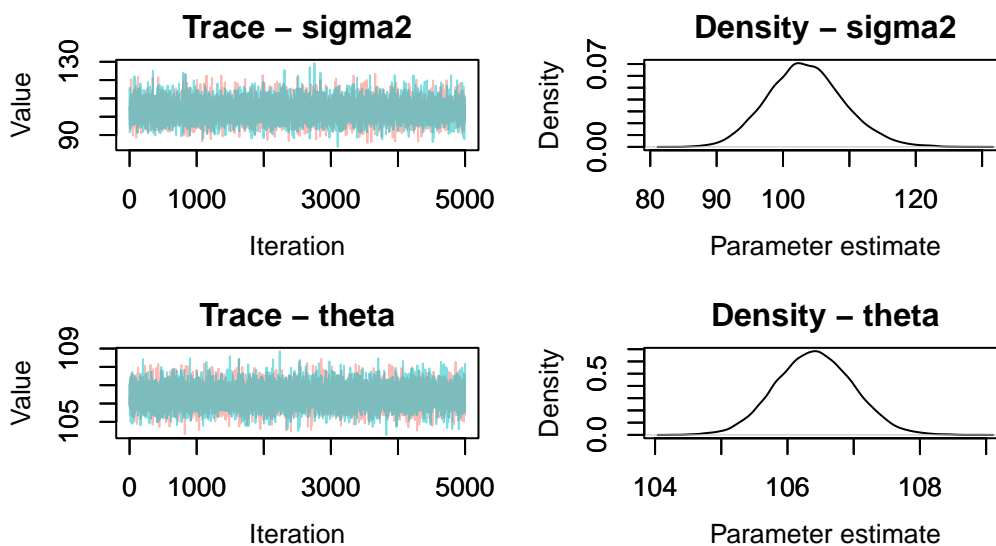 Trace – sigma2
Value
90 130
0 1000 3000 5000
Iteration
Density – sigma2
Density
0.00 0.07
80 90 100 120
Parameter estimate
Trace – theta
Value
105 109
0 1000 3000 5000
Iteration
Density – theta
Density
0.0 0.5
104 106 108
Parameter estimate